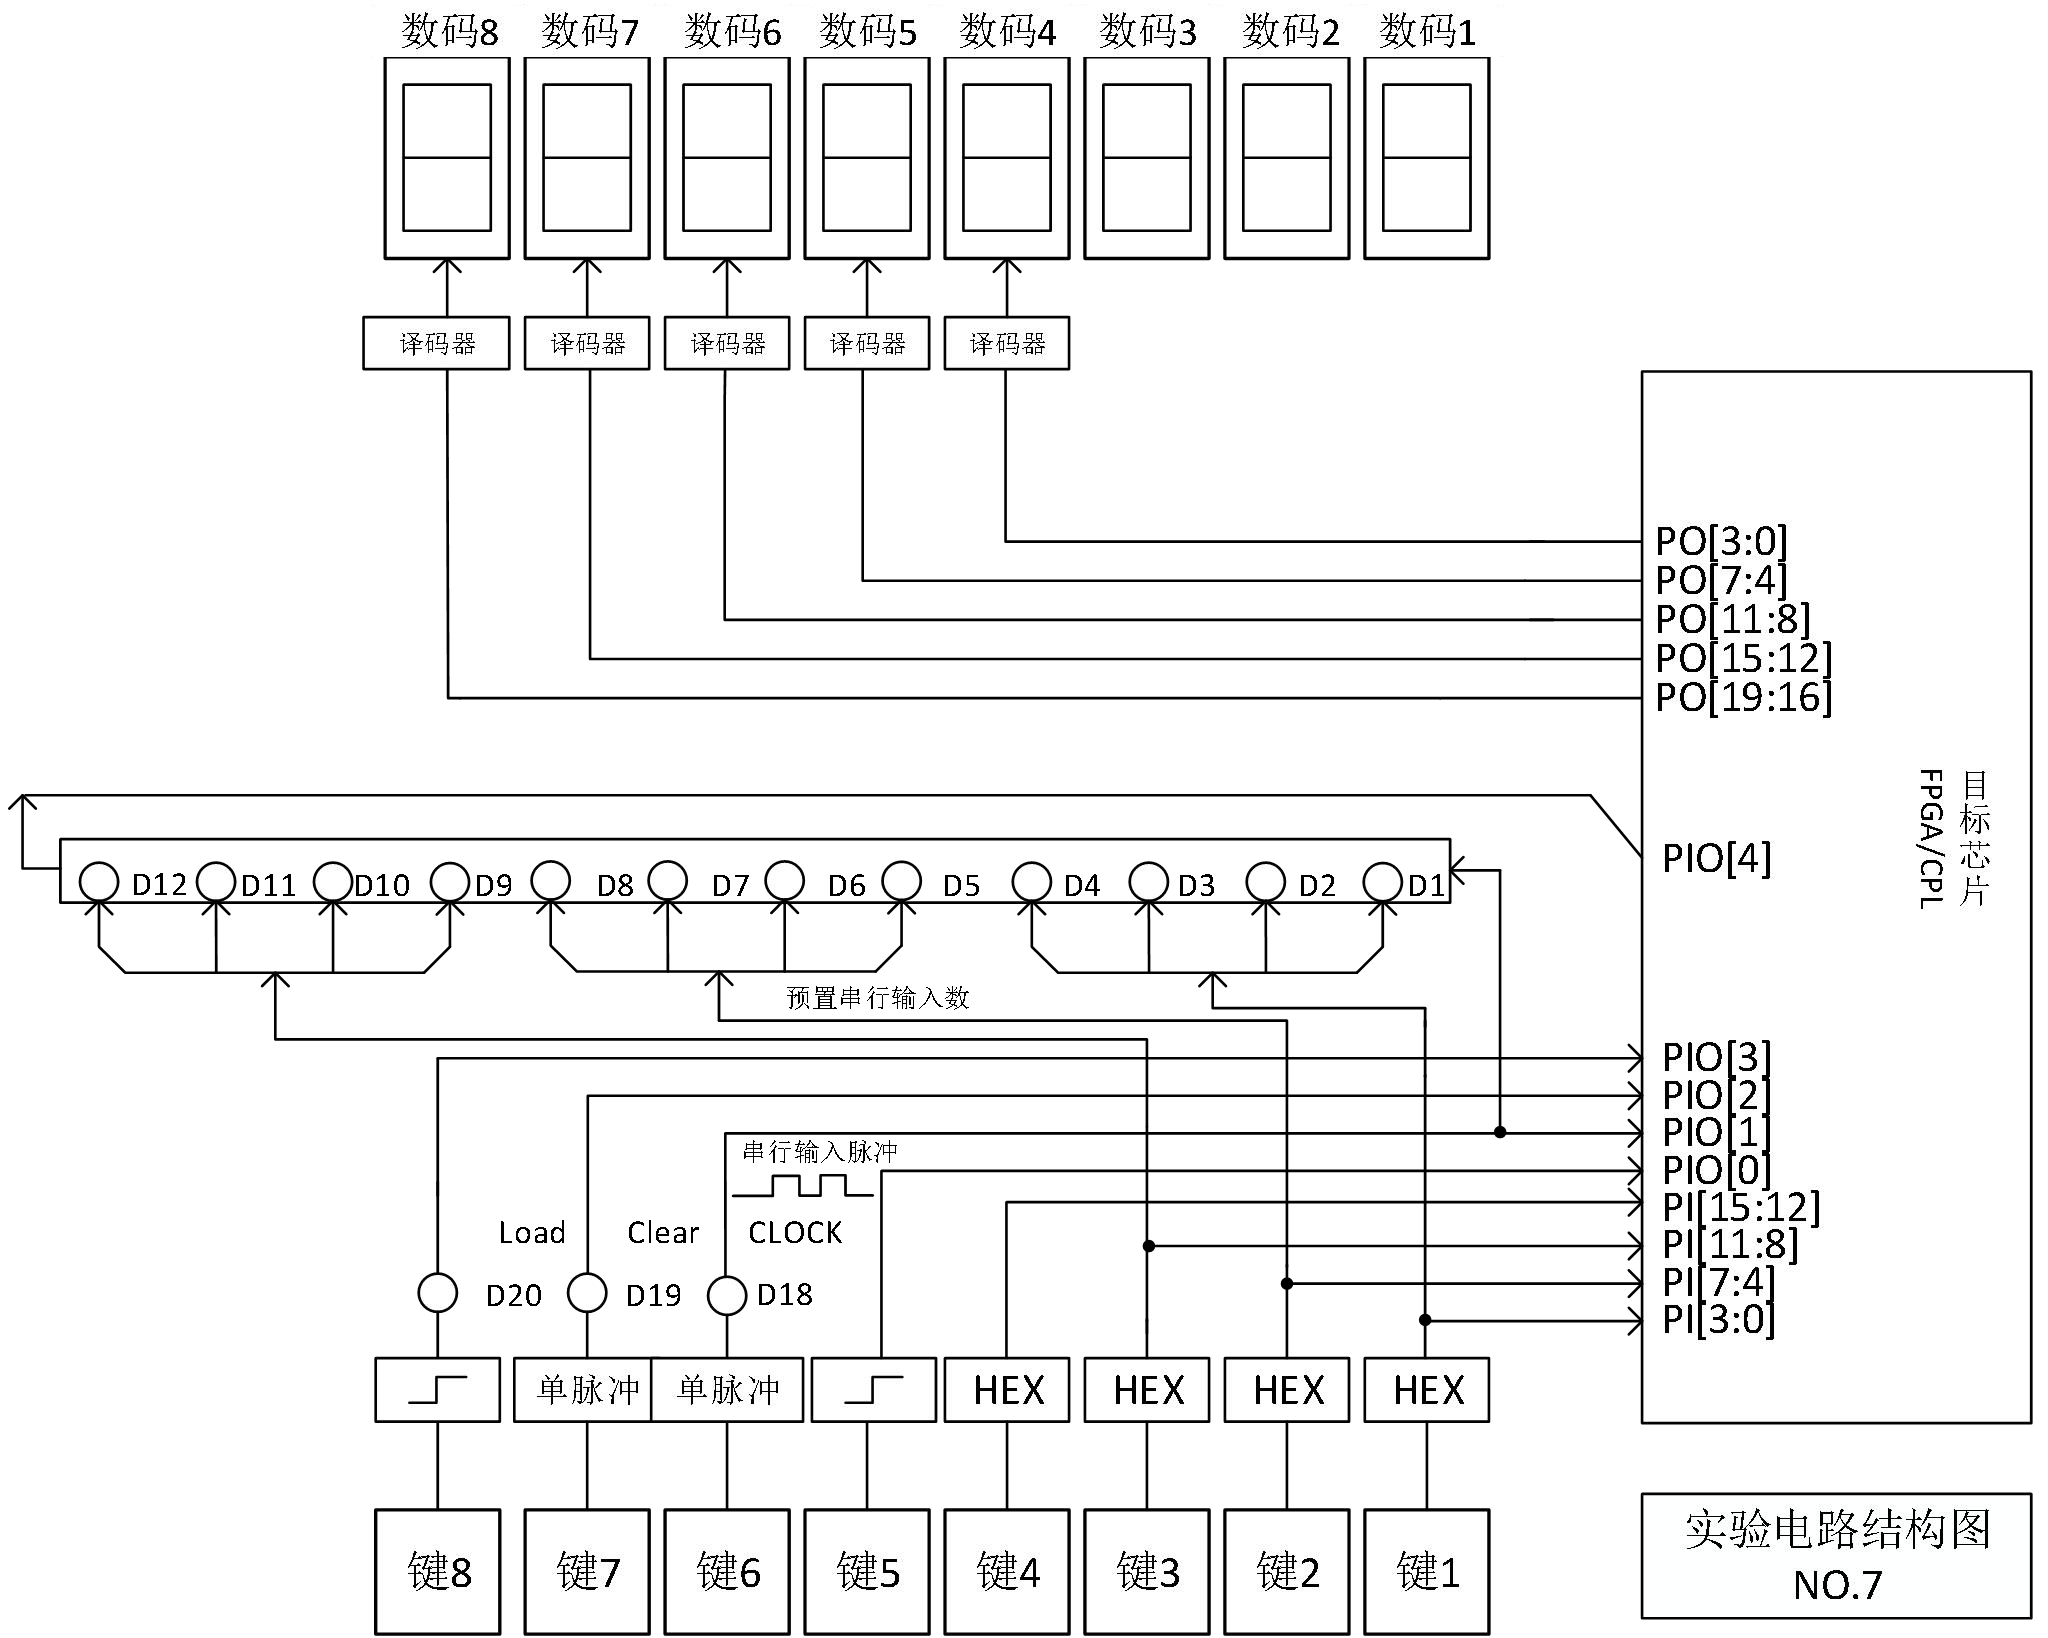 数码8 数码7 数码6 数码5 数码4 数码3 数码2 数码1
译码器 译码器 译码器 译码器 译码器
PO[3:0]
PO[7:4]
PO[11:8]
PO[15:12]
PO[19:16]
目标芯片
FPGA/CPL
PIO[4]
D12 D11 D10 D9 D8 D7 D6 D5 D4 D3 D2 D1
预置串行输入数
PIO[3]
PIO[2]
PIO[1]
串行输入脉冲
PIO[0]
PI[15:12]
Load Clear CLOCK
PI[11:8]
PI[7:4]
D20 D19 D18
PI[3:0]
单脉冲 单脉冲 HEX HEX HEX HEX
键8 键7 键6 键5 键4 键3 键2 键1
实验电路结构图
NO.7